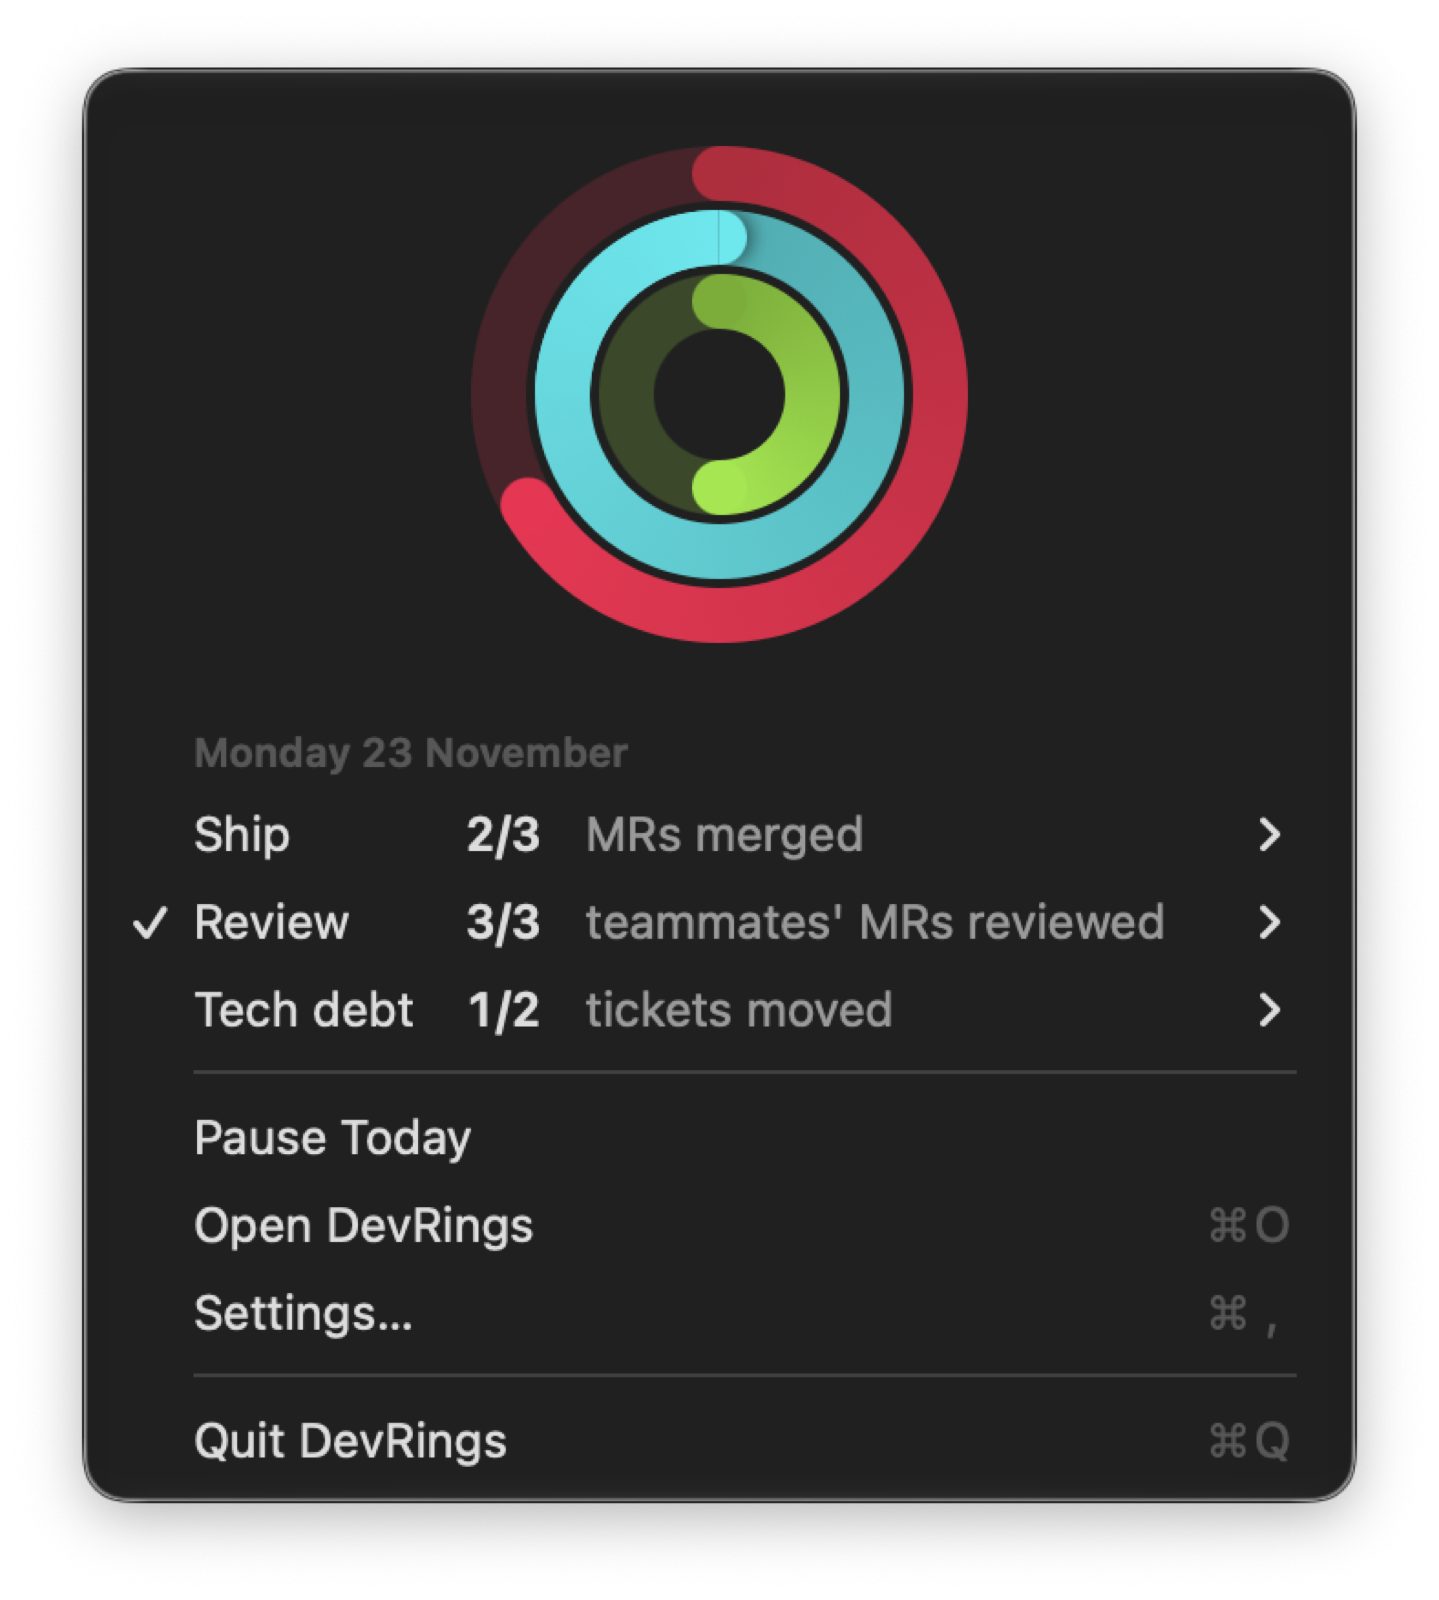 Monday 23 November
Ship 2/3 MRs merged
✓ Review 3/3 teammates' MRs reviewed
Tech debt 1/2 tickets moved
Pause Today
Open DevRings ⌘O
Settings... ⌘,
Quit DevRings ⌘Q